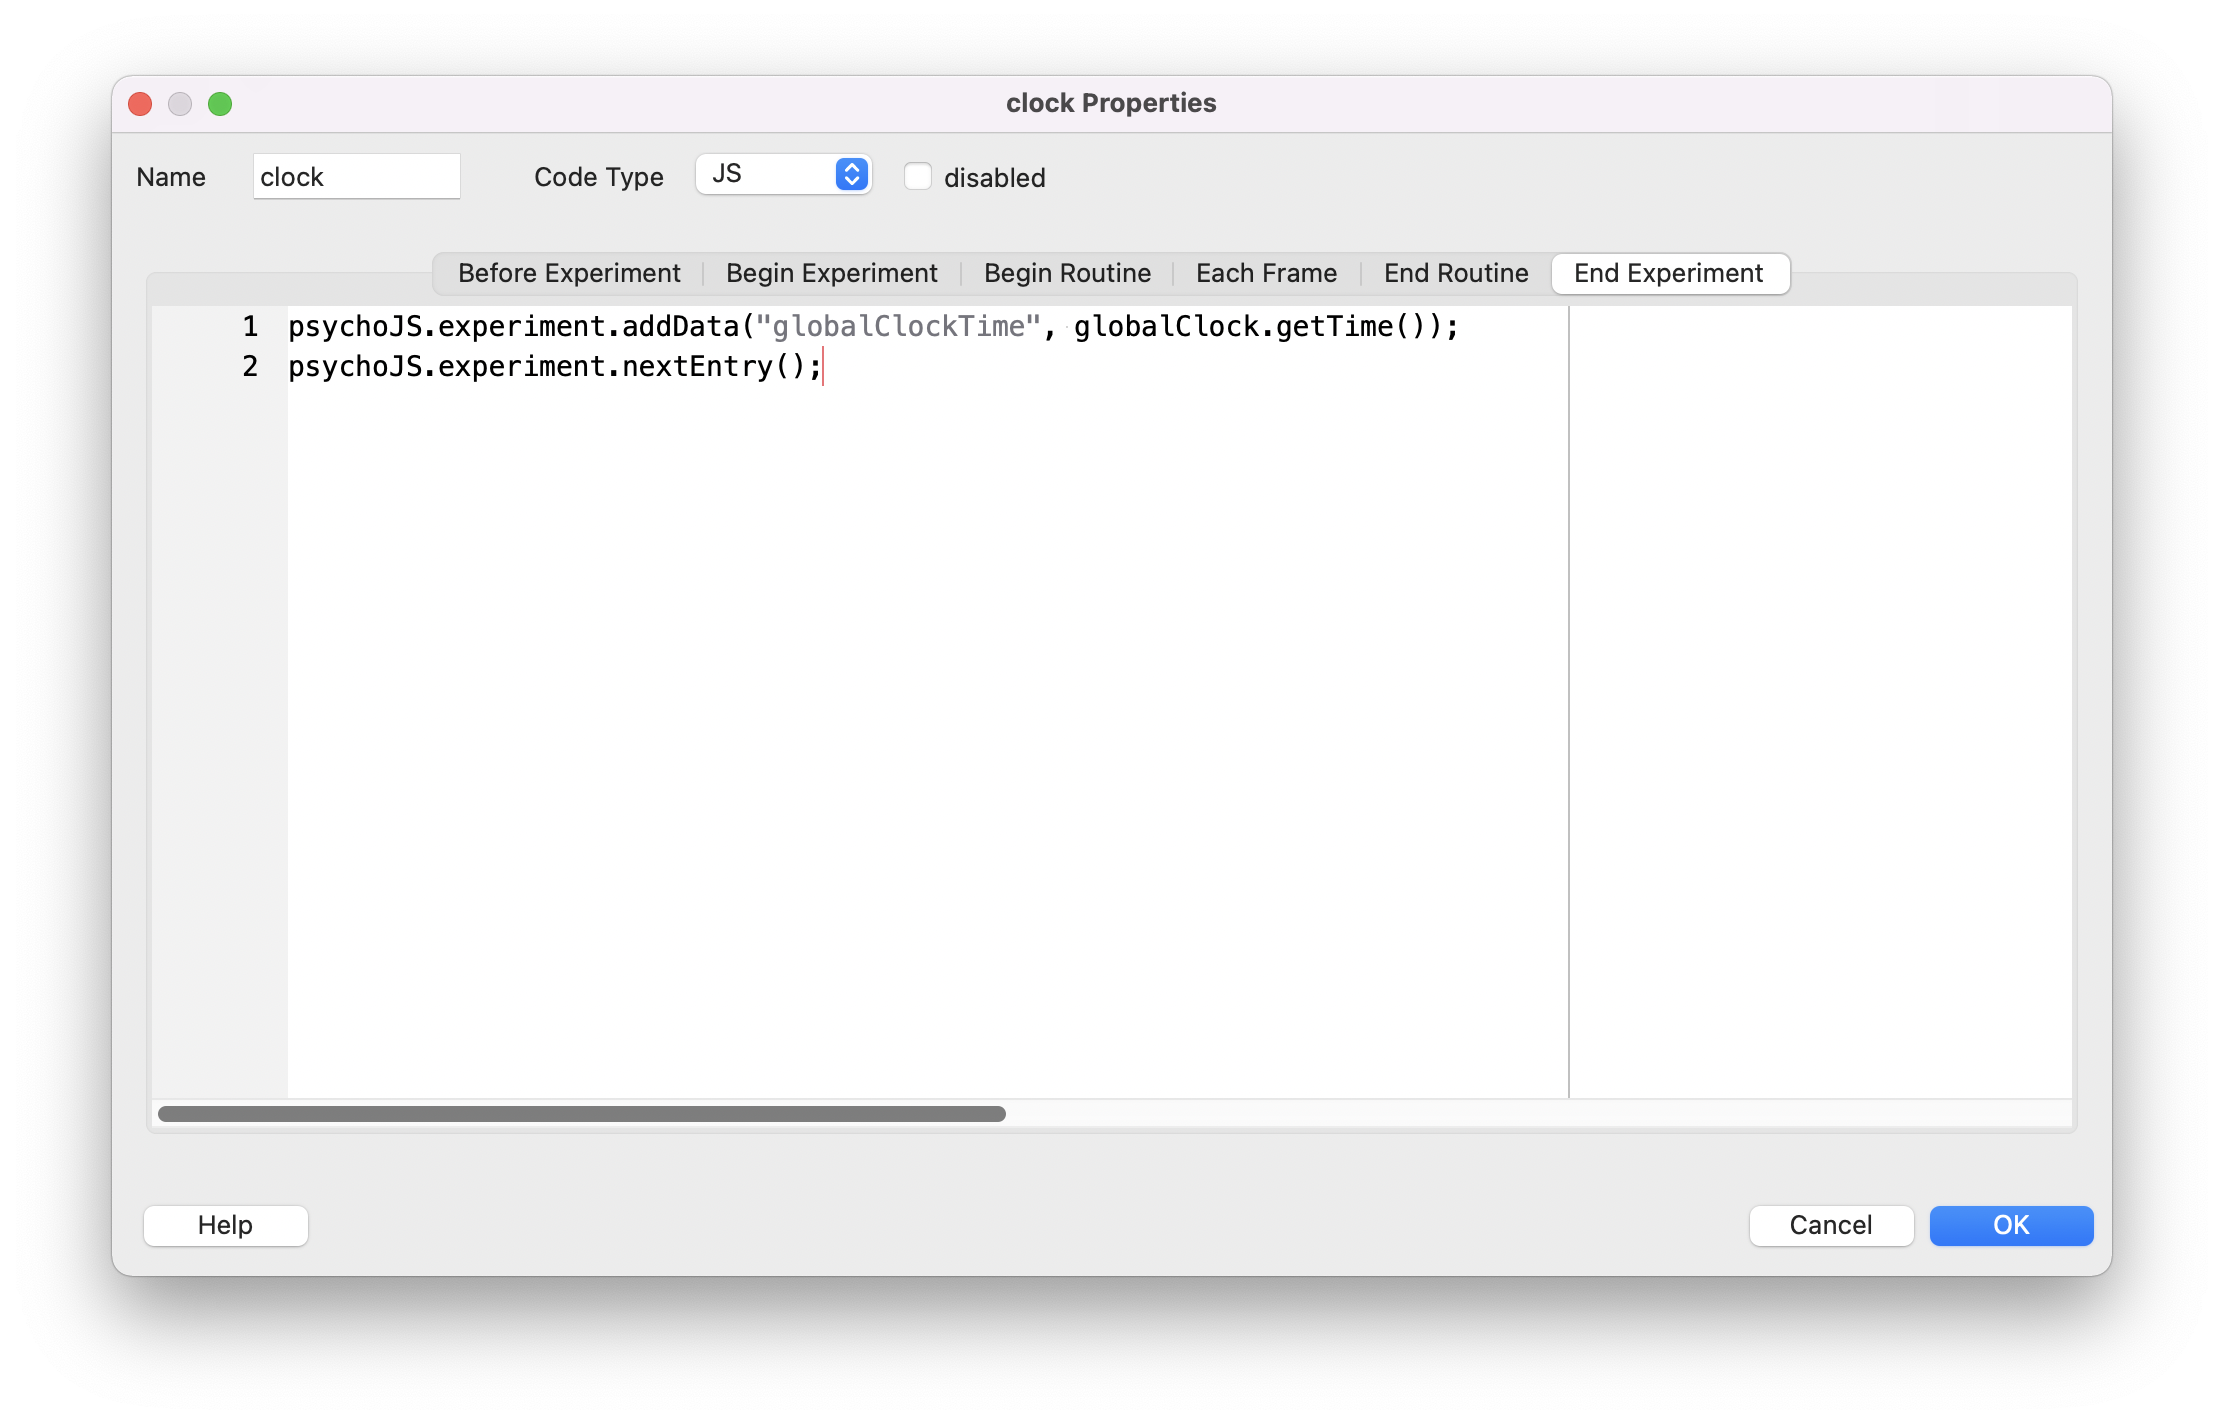 clock Properties
Name clock Code Type JS disabled
Before Experiment Begin Experiment Begin Routine Each Frame End Routine End Experiment
1 psychoJS.experiment.addData("globalClockTime", globalClock.getTime());
2 psychoJS.experiment.nextEntry();
Help Cancel OK